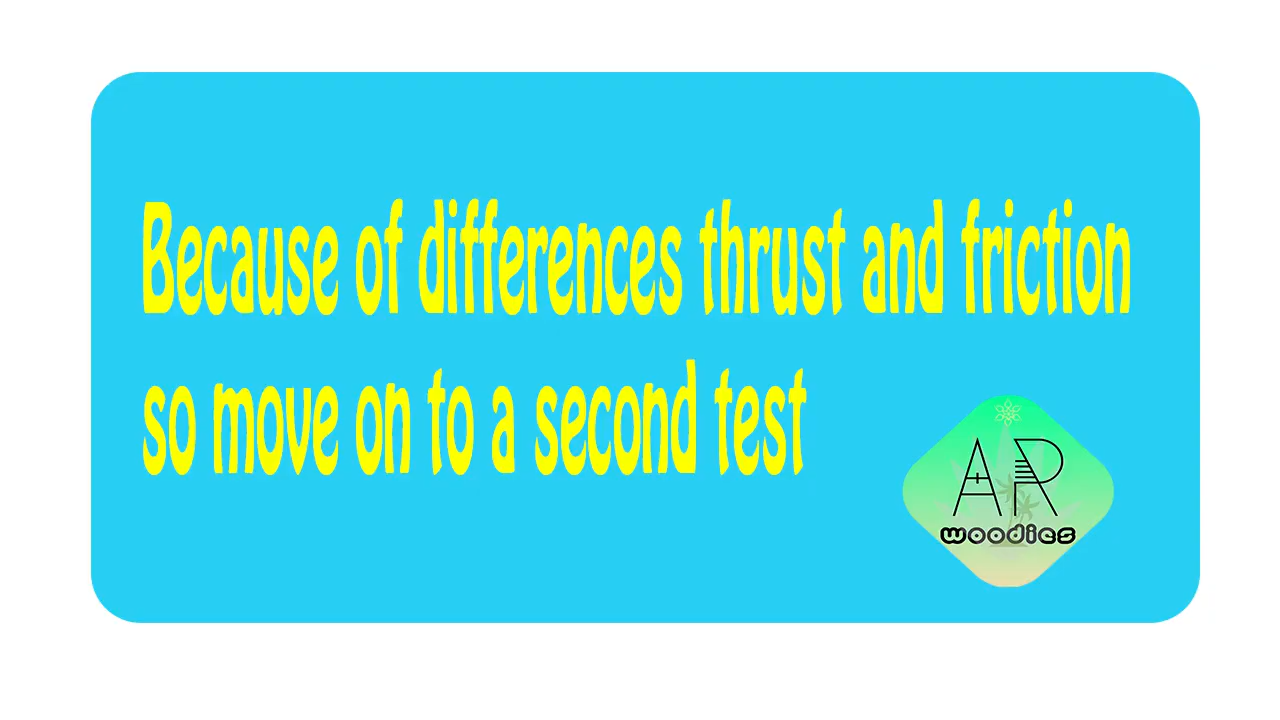 Because of differences thrust and friction
so move on to a second test
AR
woodies